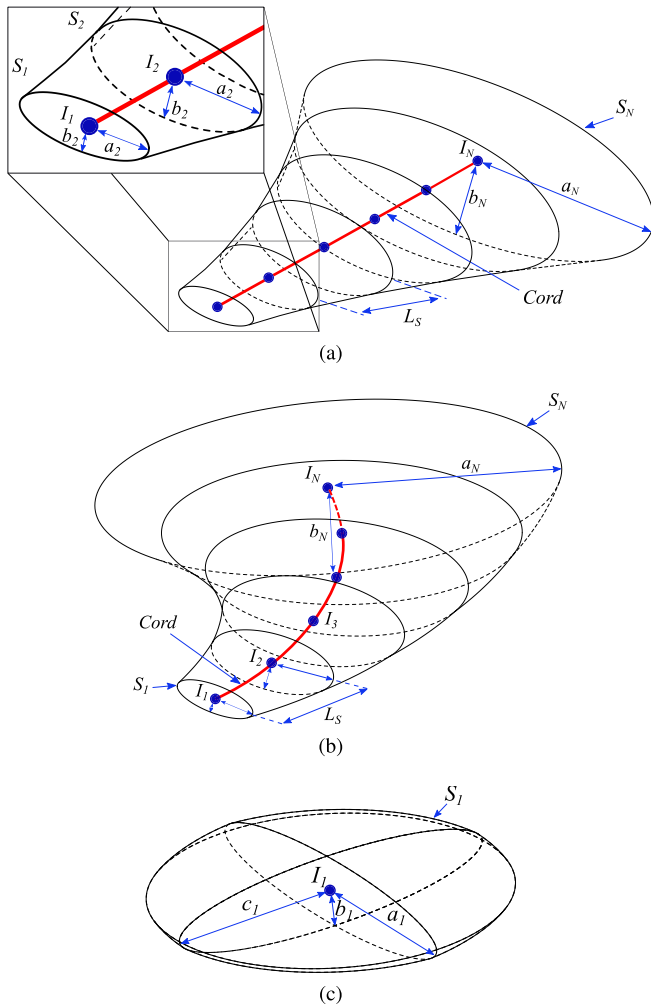 S2
S1
I2
I1
a2
b2
b2
a2
SN
IN
aN
bN
Cord
LS
(a)
SN
IN
aN
bN
Cord
I3
I2
S1
I1
LS
(b)
S1
I1
c1
b1
a1
(c)